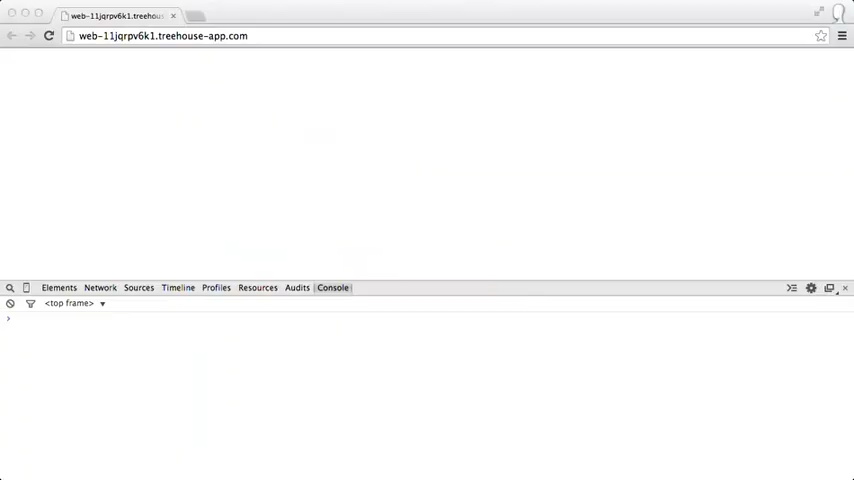 web-11jqrpv6k1.treehous
web-11jqrpv6k1.treehouse-app.com
Elements Network Sources Timeline Profiles Resources Audits Console
<top frame>